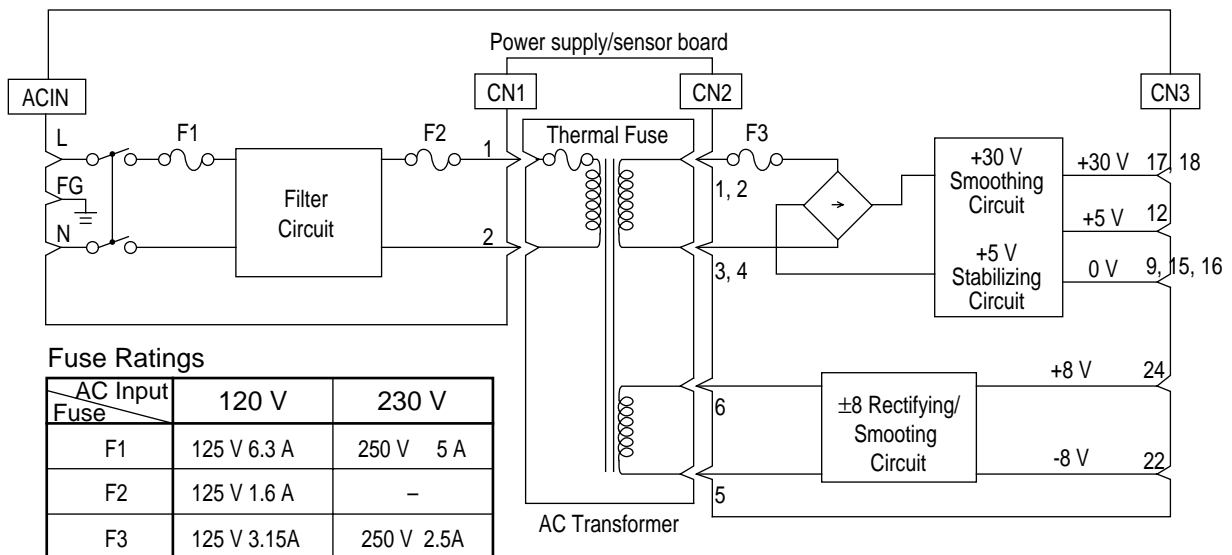 Power supply/sensor board
ACIN
CN1
CN2
CN3
L
F1
F2
1
Thermal Fuse
F3
+30 V
Smoothing
Circuit
+30 V
17, 18
FG
Filter
Circuit
1, 2
+5 V
12
N
2
3, 4
+5 V
Stabilizing
Circuit
0 V
9, 15, 16
6
±8 Rectifying/
Smooting
Circuit
+8 V
24
-8 V
22
5
AC Transformer
Fuse Ratings
AC Input
Fuse
120 V
230 V
F1
125 V 6.3 A
250 V 5 A
F2
125 V 1.6 A
–
F3
125 V 3.15A
250 V 2.5A